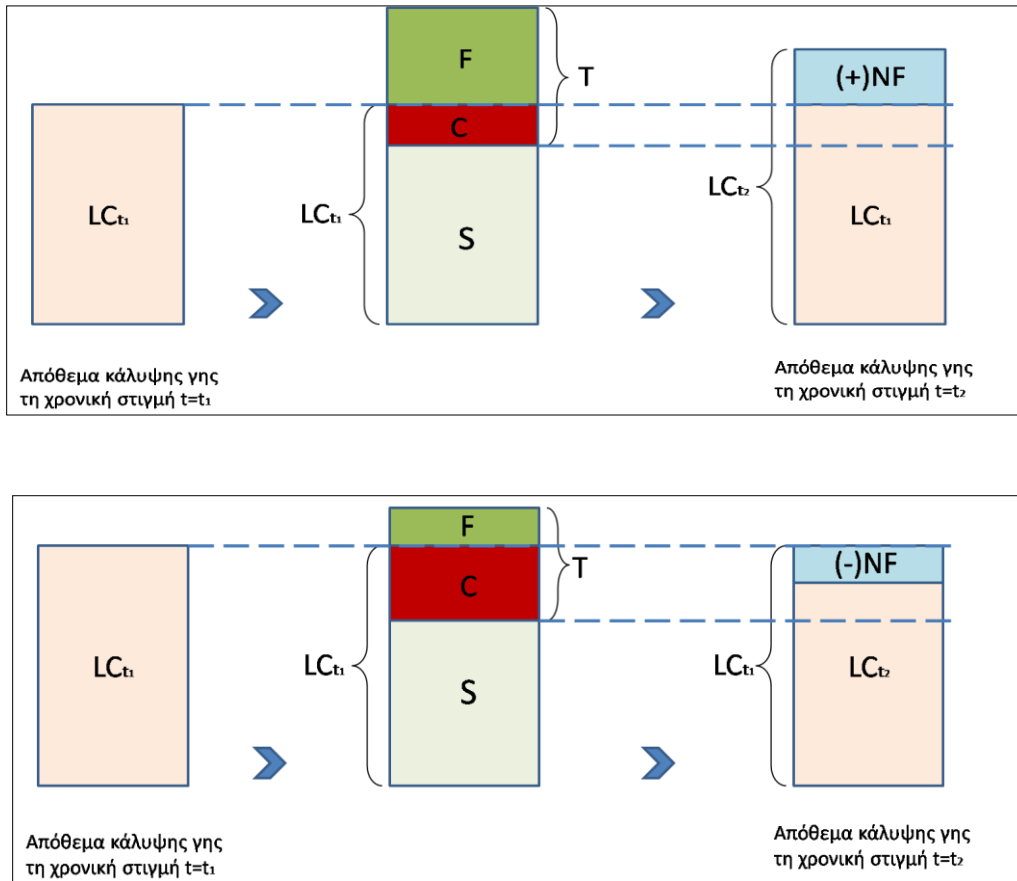 F
T
(+)NF
C
LCt₁
LCt₁
S
LCt₂
LCt₁
Απόθεμα κάλυψης γης
τη χρονική στιγμή t=t₁
Απόθεμα κάλυψης γης
τη χρονική στιγμή t=t₂
F
T
(-)NF
C
LCt₁
LCt₁
S
LCt₁
LCt₂
Απόθεμα κάλυψης γης
τη χρονική στιγμή t=t₁
Απόθεμα κάλυψης γης
τη χρονική στιγμή t=t₂